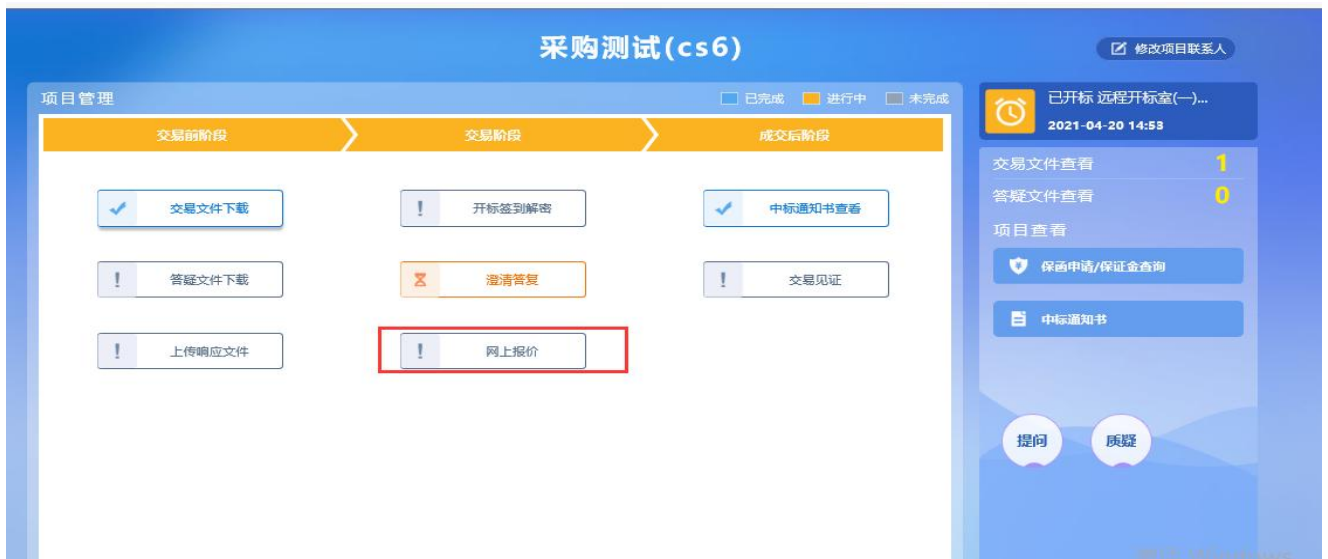 采购测试(cs6)
修改项目联系人
项目管理
已完成 进行中 未完成
交易前阶段 交易阶段 成交后阶段
交易文件下载 开标签到解密 中标通知书查看
答疑文件下载 澄清答复 交易见证
上传响应文件 网上报价
已开标 远程开标室(一)...
2021-04-20 14:53
交易文件查看 1
答疑文件查看 0
项目查看
保函申请/保证金查询
中标通知书
提问 质疑